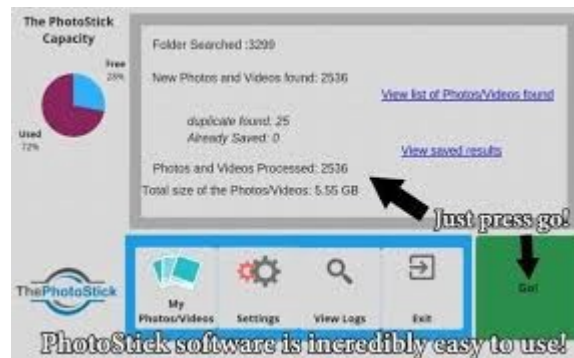 The PhotoStick
Capacity
Free
28%
Used
72%
Folder Searched :3299
New Photos and Videos found: 2536
View list of Photos/Videos found
duplicate found: 25
Already Saved: 0
View saved results
Photos and Videos Processed: 2536
Total size of the Photos/Videos: 5.55 GB
Just press go!
ThePhotoStick
My
Photos/Videos
Settings
View Logs
Exit
Go!
PhotoStick software is incredibly easy to use!